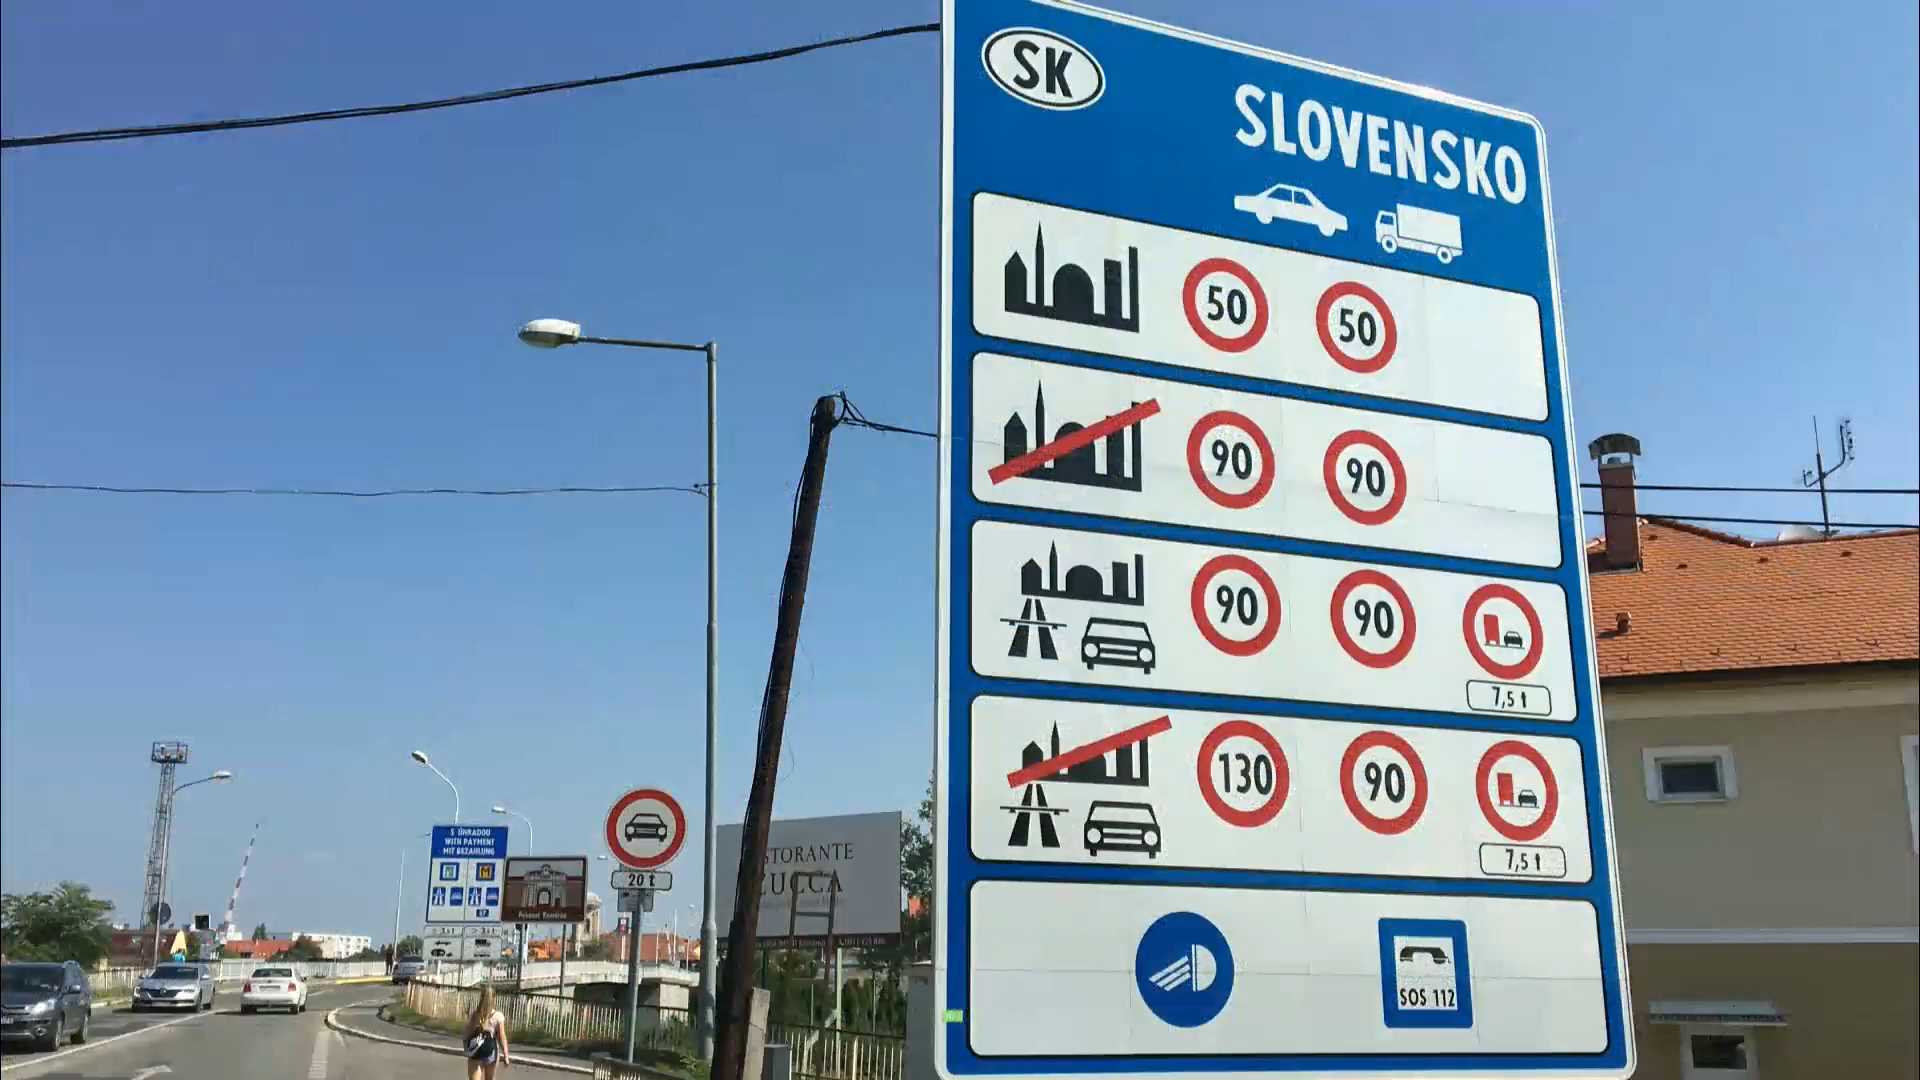 SK
SLOVENSKO
50 50
90 90
90 90
7,5 t
130 90
7,5 t
SOS 112
S ÚHRADOU
WITH PAYMENT
MIT BEZAHLUNG
20 t
STORANTE
ZUCCA